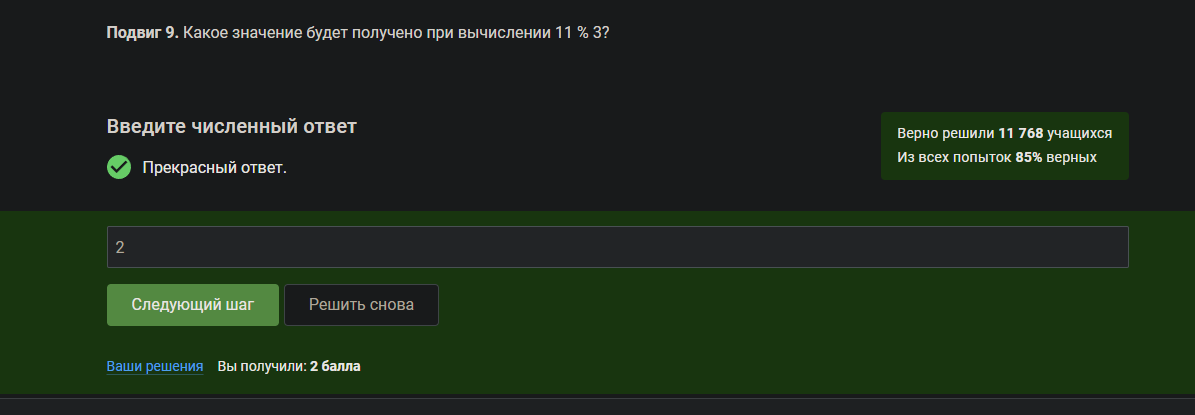 Подвиг 9. Какое значение будет получено при вычислении 11 % 3?
Введите численный ответ
Прекрасный ответ.
Верно решили 11 768 учащихся
Из всех попыток 85% верных
2
Следующий шаг
Решить снова
Ваши решения Вы получили: 2 балла